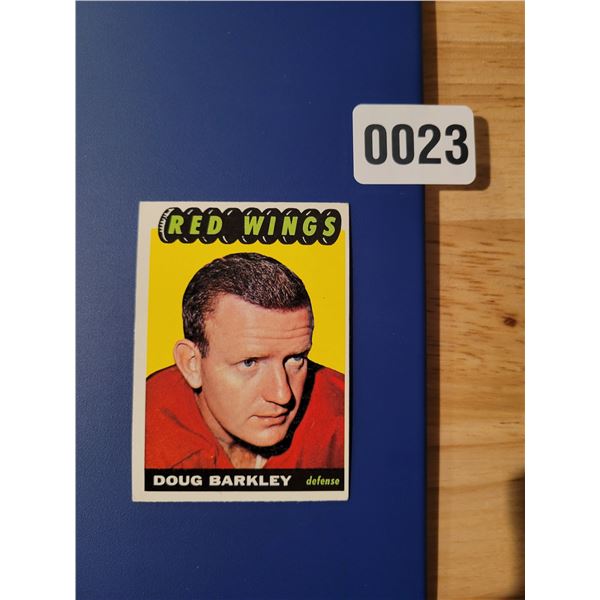 0023
RED WINGS
DOUG BARKLEY defense